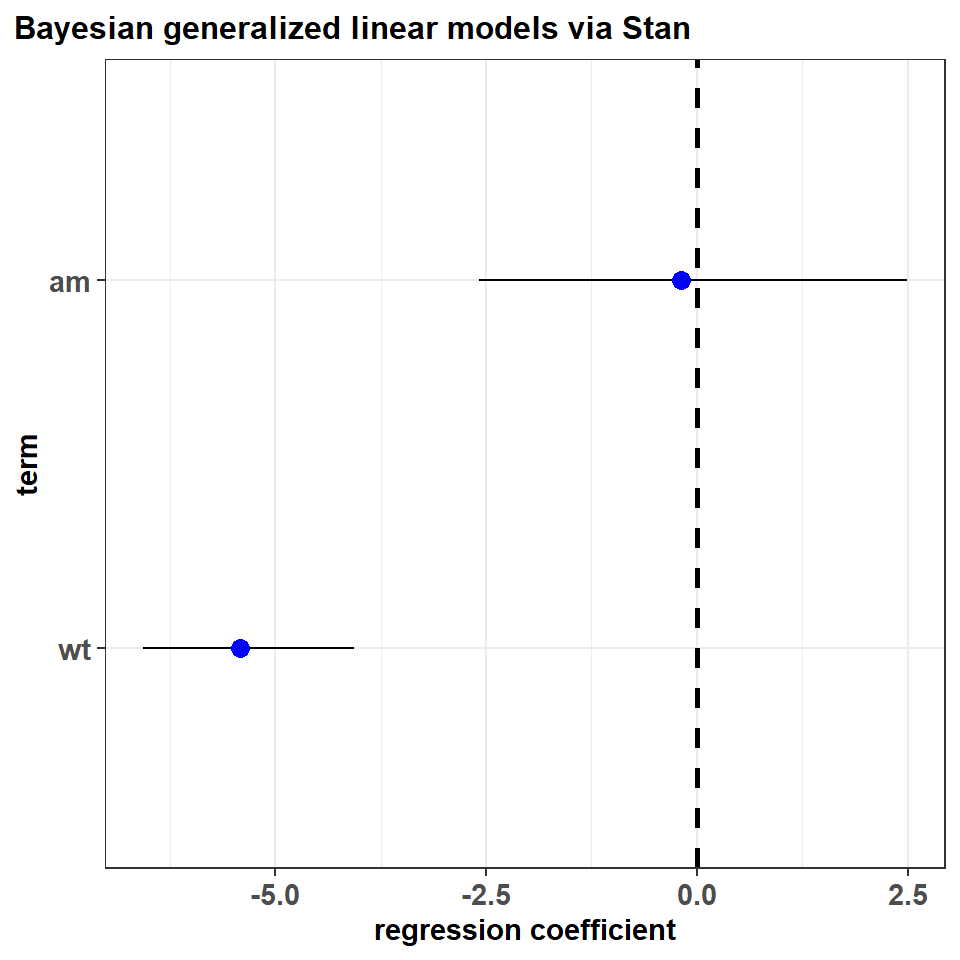 Bayesian generalized linear models via Stan
term
am
wt
-5.0 -2.5 0.0 2.5
regression coefficient